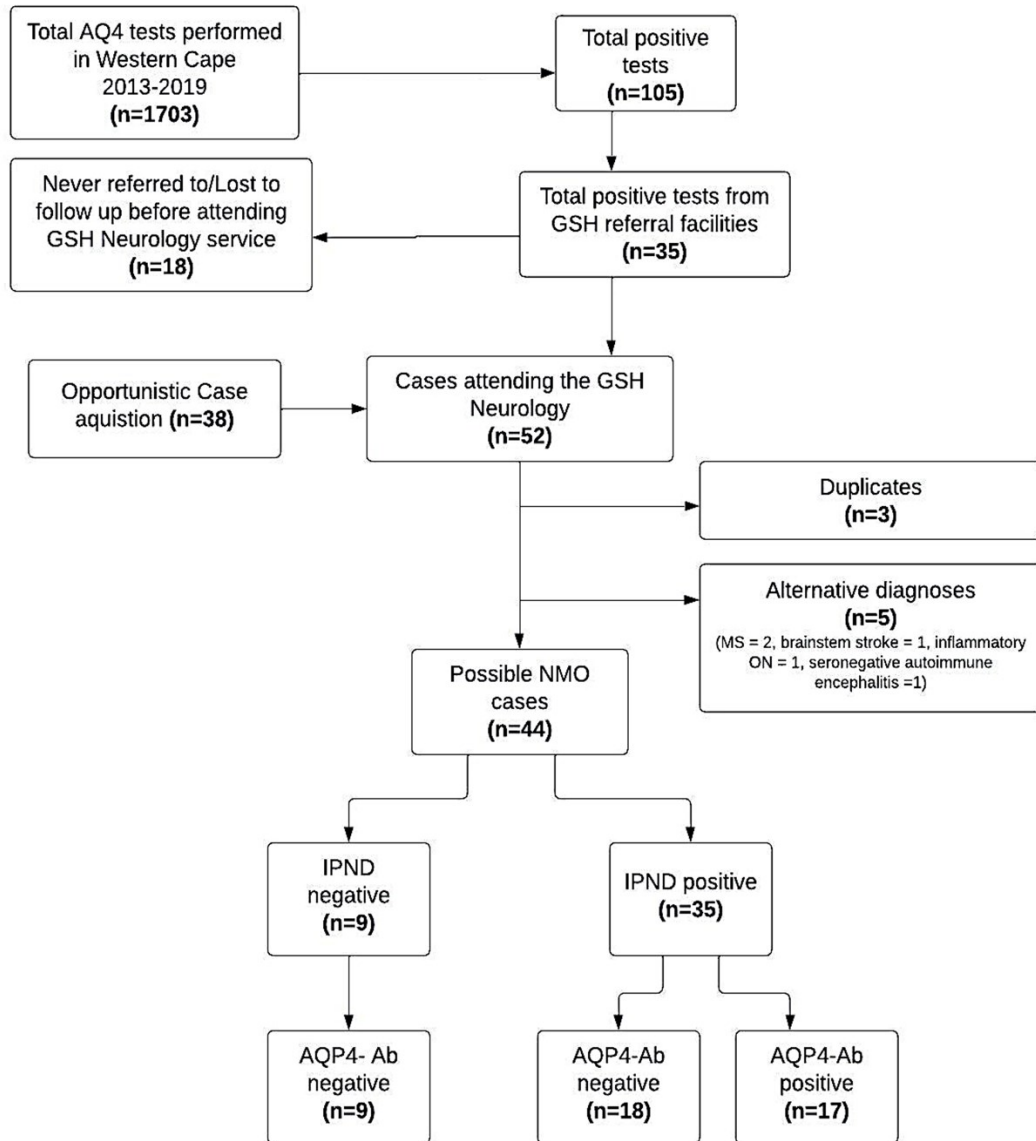 Total AQ4 tests performed
in Western Cape
2013-2019
(n=1703)
Total positive
tests
(n=105)
Never referred to/Lost to
follow up before attending
GSH Neurology service
(n=18)
Total positive tests from
GSH referral facilities
(n=35)
Opportunistic Case
aquistion (n=38)
Cases attending the GSH
Neurology
(n=52)
Duplicates
(n=3)
Alternative diagnoses
(n=5)
(MS = 2, brainstem stroke = 1, inflammatory
ON = 1, seronegative autoimmune
encephalitis =1)
Possible NMO
cases
(n=44)
IPND
negative
(n=9)
IPND positive
(n=35)
AQP4- Ab
negative
(n=9)
AQP4-Ab
negative
(n=18)
AQP4-Ab
positive
(n=17)